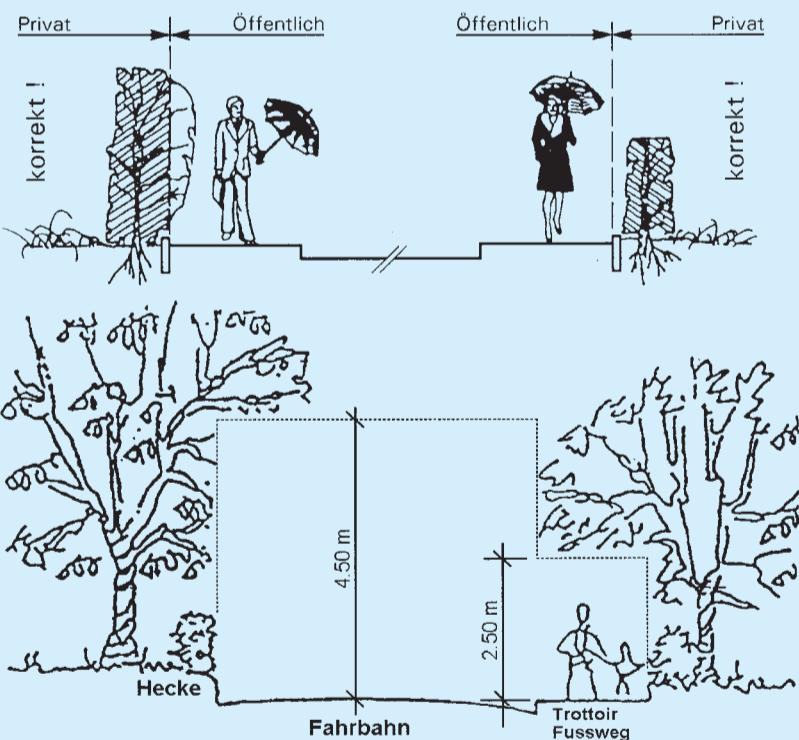 Privat
Öffentlich
Öffentlich
Privat
korrekt !
korrekt !
4.50 m
2.50 m
Hecke
Fahrbahn
Trottoir
Fussweg